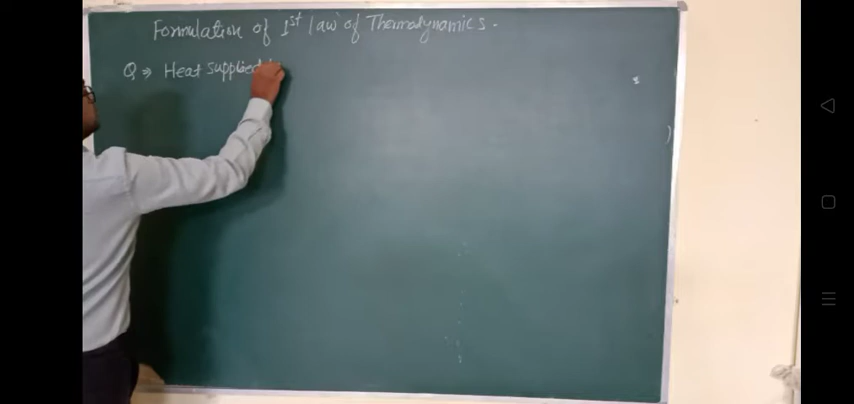 Formulation of 1st law of Thermodynamics.
Q ⇒ Heat supplied